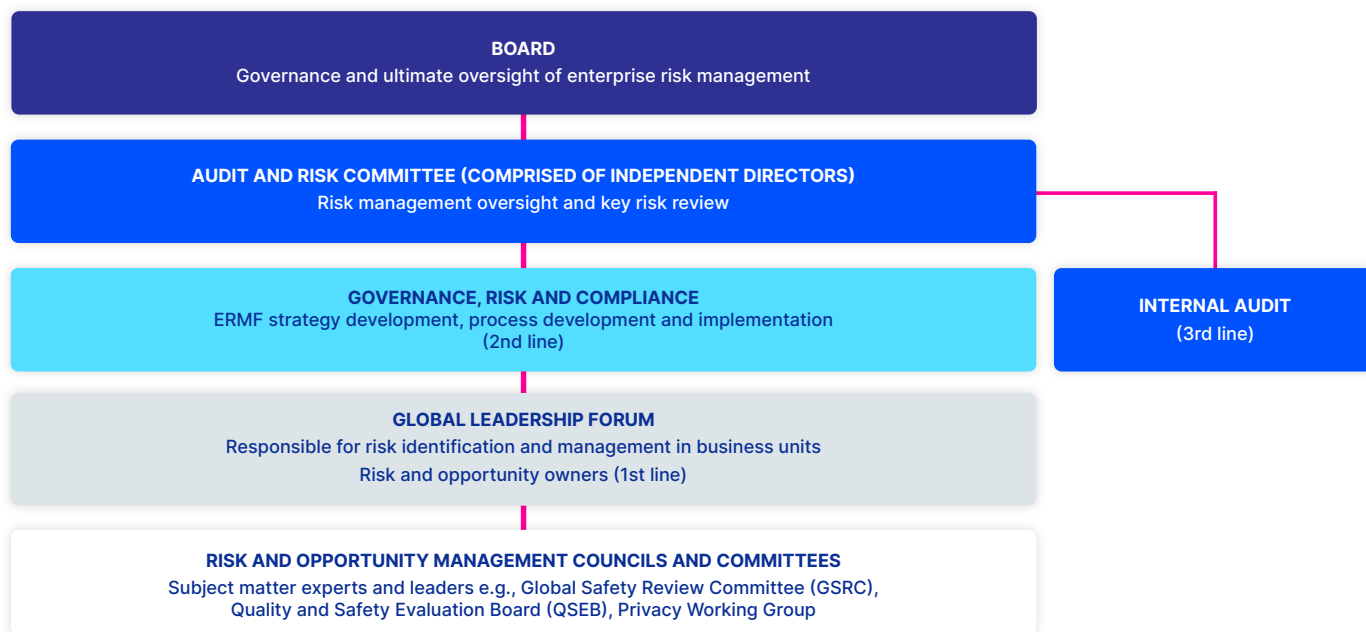 BOARD
Governance and ultimate oversight of enterprise risk management
AUDIT AND RISK COMMITTEE (COMPRISED OF INDEPENDENT DIRECTORS)
Risk management oversight and key risk review
GOVERNANCE, RISK AND COMPLIANCE
ERMF strategy development, process development and implementation
(2nd line)
INTERNAL AUDIT
(3rd line)
GLOBAL LEADERSHIP FORUM
Responsible for risk identification and management in business units
Risk and opportunity owners (1st line)
RISK AND OPPORTUNITY MANAGEMENT COUNCILS AND COMMITTEES
Subject matter experts and leaders e.g., Global Safety Review Committee (GSRC),
Quality and Safety Evaluation Board (QSEB), Privacy Working Group